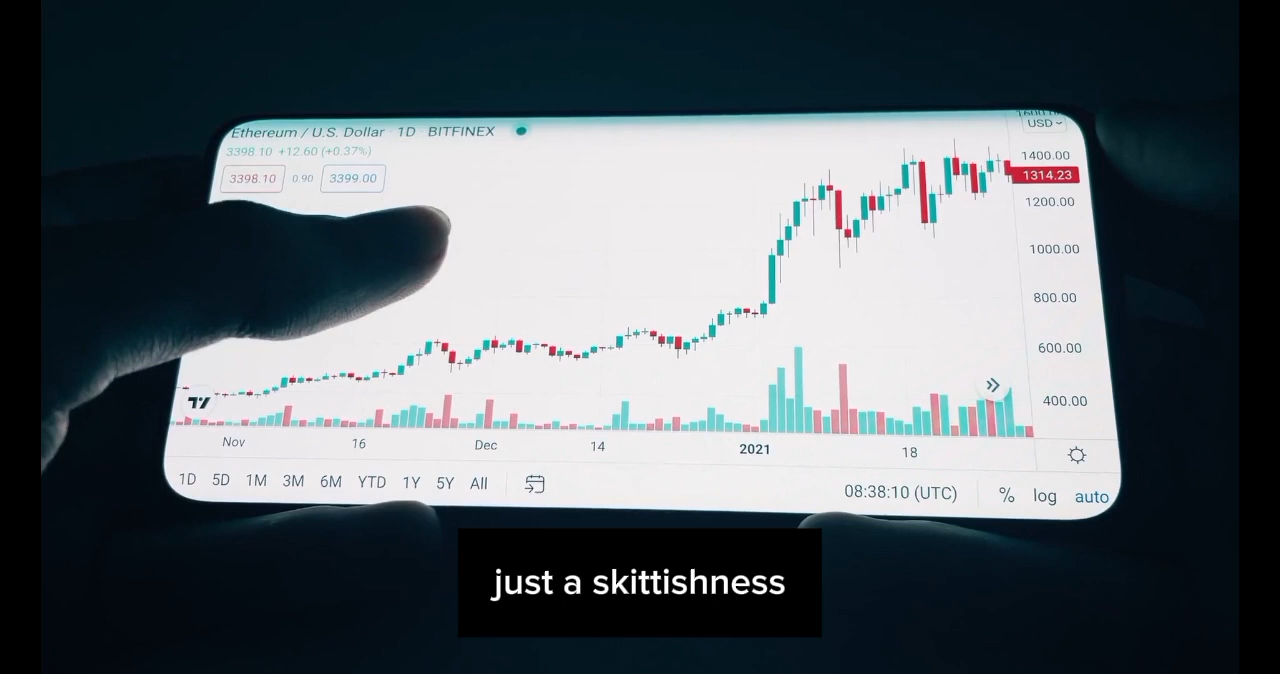 Ethereum / U.S. Dollar · 1D BITFINEX
3398.10 +12.60 (+0.37%)
3398.10 0.90 3399.00
USD
1400.00
1314.23
1200.00
1000.00
800.00
600.00
400.00
Nov 16 Dec 14 2021 18
1D 5D 1M 3M 6M YTD 1Y 5Y All
08:38:10 (UTC) % log auto
just a skittishness